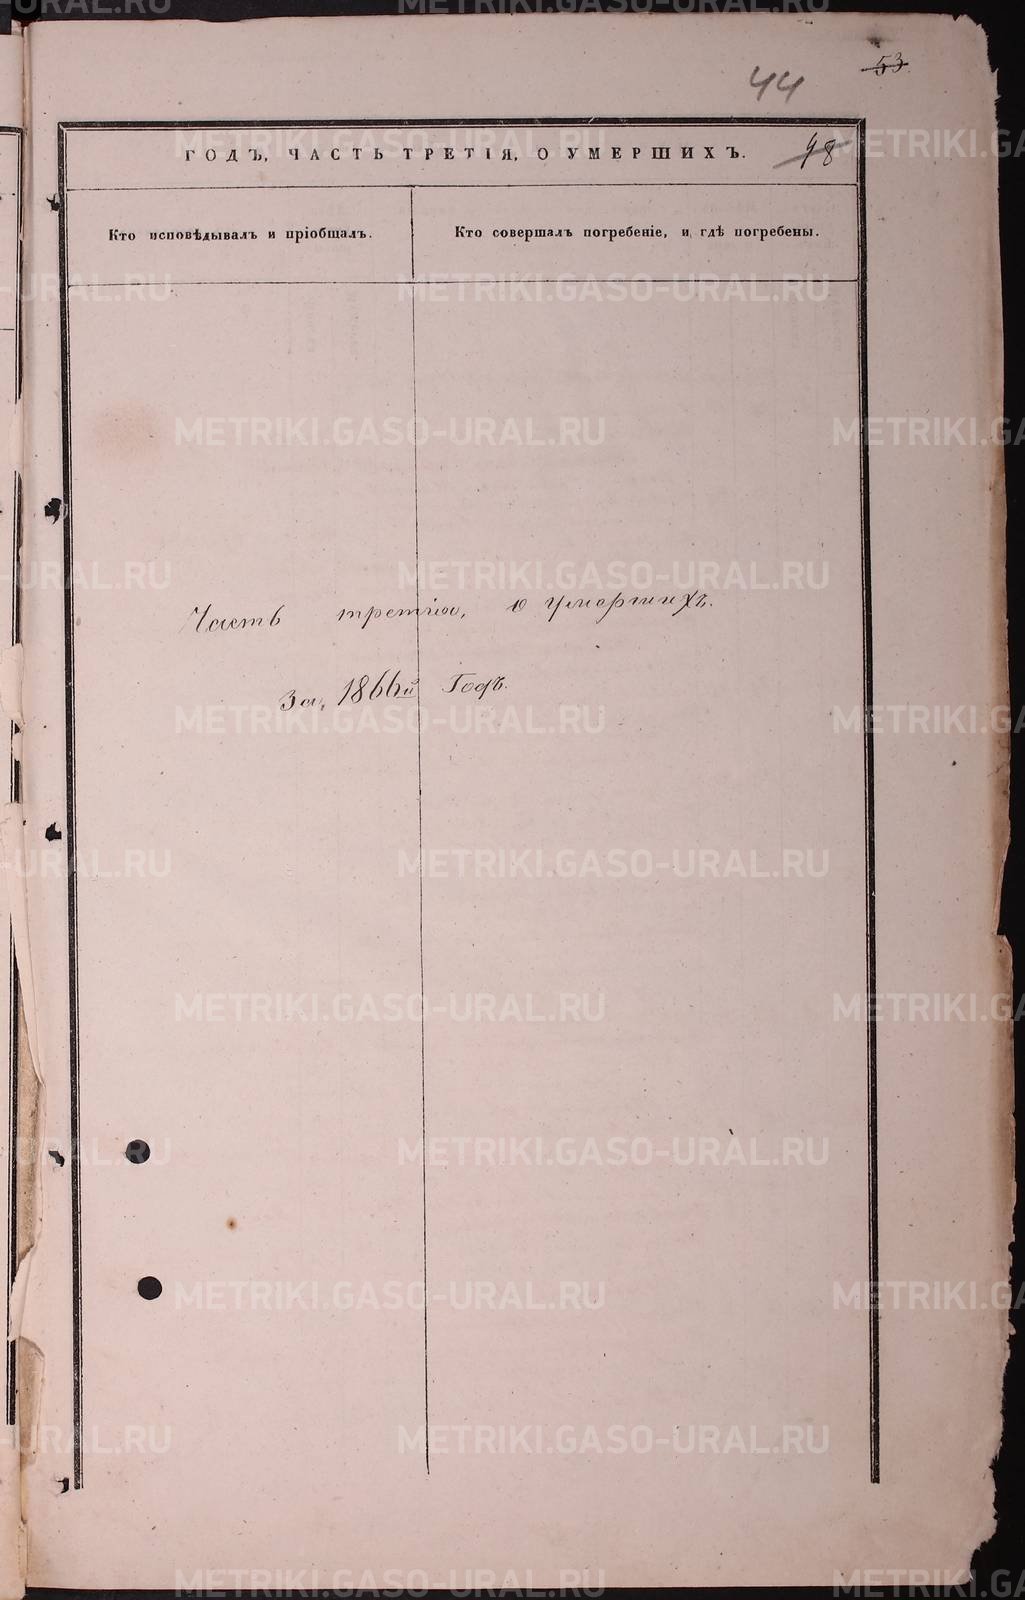 53
44
ГОДЪ, ЧАСТЬ ТРЕТІЯ, О УМЕРШИХЪ.
48
Кто исповѣдывалъ и пріобщалъ.
Кто совершалъ погребеніе, и гдѣ погребены.
Часть третія, о умершихъ.
За, 1866й Годъ.
METRIKI.GASO-URAL.RU